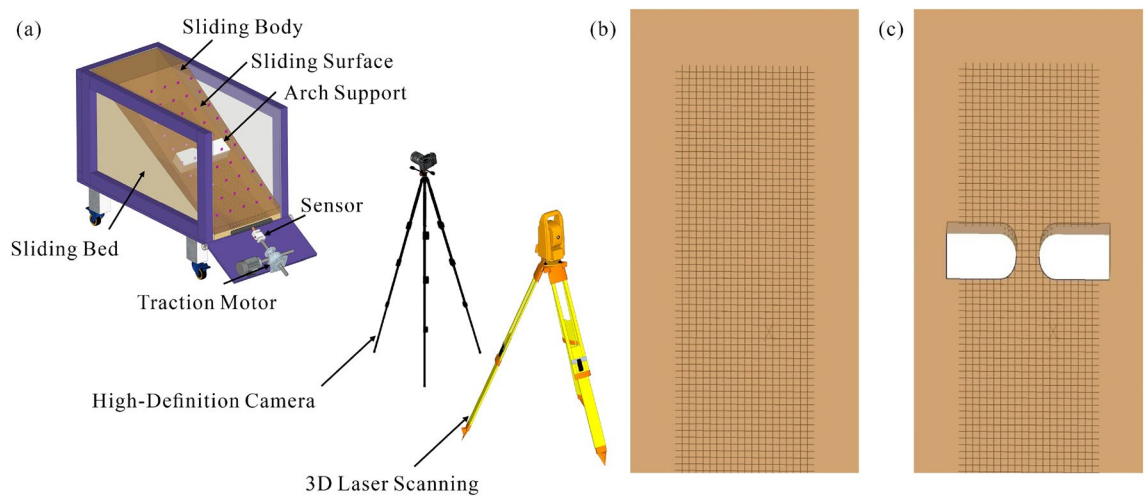 (a)
Sliding Body
Sliding Surface
Arch Support
Sensor
Sliding Bed
Traction Motor
High-Definition Camera
3D Laser Scanning
(b)
(c)